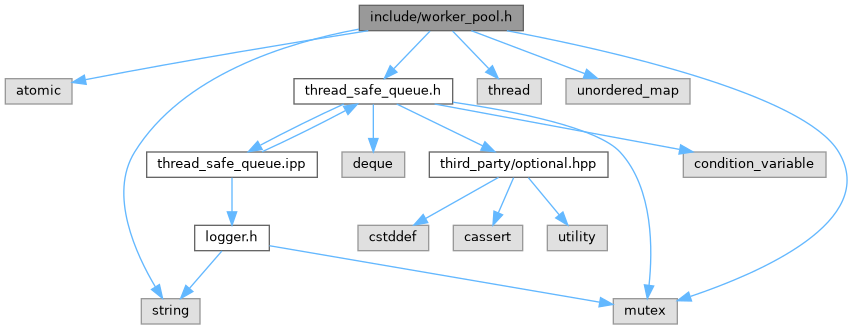 include/worker_pool.h
atomic
thread_safe_queue.h
thread
unordered_map
thread_safe_queue.ipp
deque
third_party/optional.hpp
condition_variable
logger.h
cstddef
cassert
utility
string
mutex